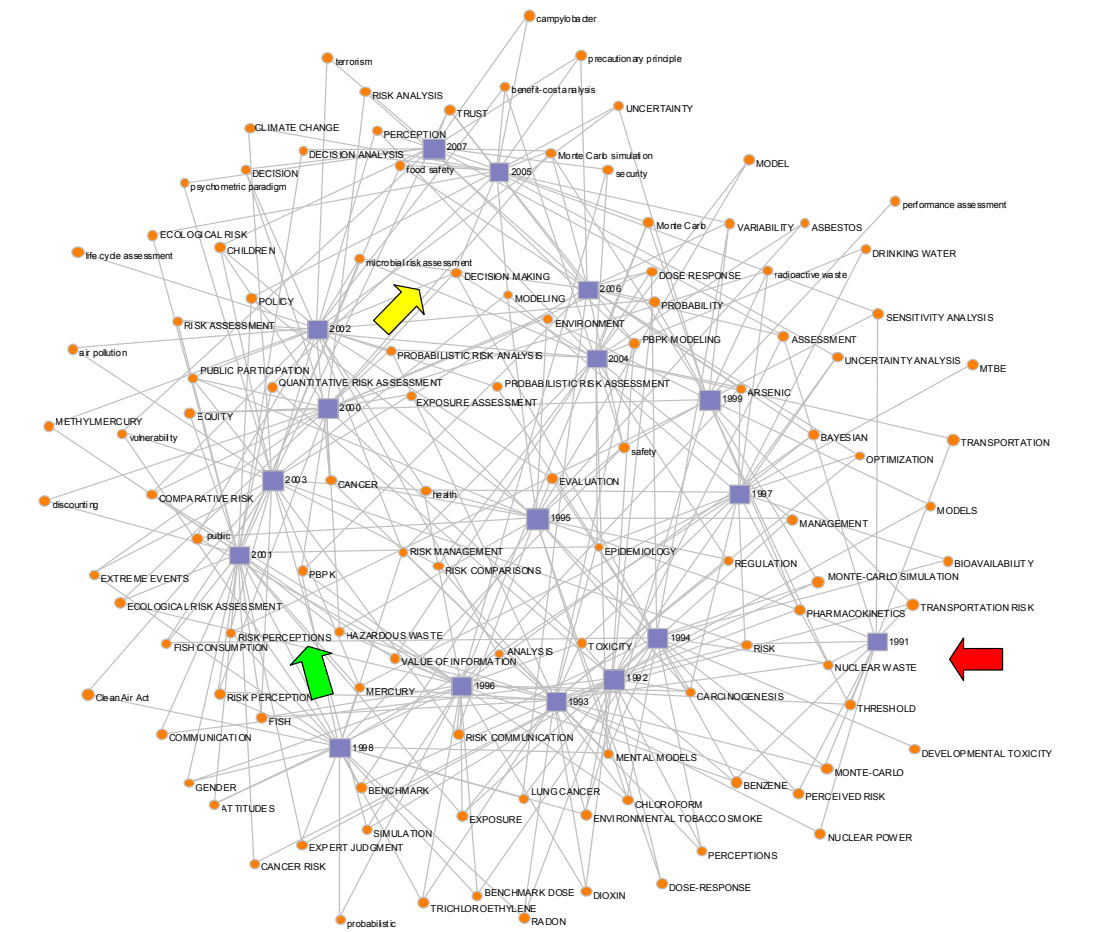 campylobacter
precautionary principle
terrorism
RISK ANALYSIS
benefit-cost analysis
UNCERTAINTY
TRUST
CLIMATE CHANGE
PERCEPTION
2007
DECISION ANALYSIS
Monte Carlo simulation
MODEL
food safety
2005
security
DECISION
psychometric paradigm
performance assessment
Monte Carlo
VARIABILITY
ASBESTOS
ECOLOGICAL RISK
CHILDREN
life cycle assessment
DRINKING WATER
microbial risk assessment
DECISION MAKING
DOSE RESPONSE
radioactive waste
2006
MODELING
POLICY
PROBABILITY
SENSITIVITY ANALYSIS
RISK ASSESSMENT
2002
ENVIRONMENT
PBPK MODELING
ASSESSMENT
air pollution
PROBABILISTIC RISK ANALYSIS
2004
UNCERTAINTY ANALYSIS
MTBE
PUBLIC PARTICIPATION
QUANTITATIVE RISK ASSESSMENT
PROBABILISTIC RISK ASSESSMENT
ARSENIC
EXPOSURE ASSESSMENT
1999
2000
EQUITY
METHYLMERCURY
vulnerability
BAYESIAN
TRANSPORTATION
safety
OPTIMIZATION
2003
CANCER
EVALUATION
health
1997
COMPARATIVE RISK
discounting
MODELS
1995
MANAGEMENT
public
2001
RISK MANAGEMENT
EPIDEMIOLOGY
REGULATION
BIOAVAILABILITY
RISK COMPARISONS
PBPK
EXTREME EVENTS
MONTE-CARLO SIMULATION
ECOLOGICAL RISK ASSESSMENT
PHARMACOKINETICS
TRANSPORTATION RISK
RISK PERCEPTIONS
HAZARDOUS WASTE
1994
1991
FISH CONSUMPTION
TOXICITY
RISK
ANALYSIS
VALUE OF INFORMATION
NUCLEAR WASTE
1992
1996
MERCURY
Clean Air Act
RISK PERCEPTION
CARCINOGENESIS
1993
THRESHOLD
FISH
COMMUNICATION
RISK COMMUNICATION
1998
DEVELOPMENTAL TOXICITY
MENTAL MODELS
MONTE-CARLO
GENDER
BENCHMARK
BENZENE
LUNG CANCER
PERCEIVED RISK
ATTITUDES
CHLOROFORM
EXPOSURE
ENVIRONMENTAL TOBACCO SMOKE
SIMULATION
NUCLEAR POWER
EXPERT JUDGMENT
PERCEPTIONS
CANCER RISK
DOSE-RESPONSE
BENCHMARK DOSE
DIOXIN
TRICHLOROETHYLENE
probabilistic
RADON